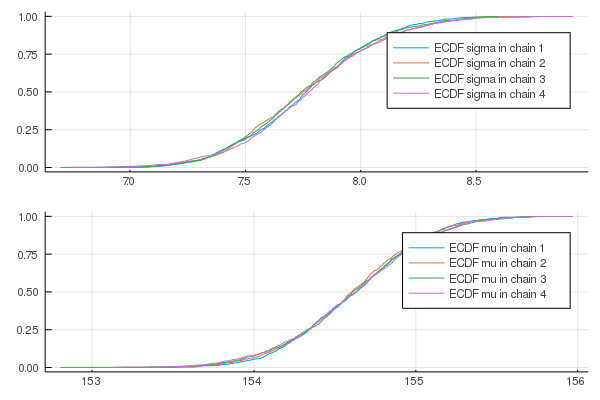 1.00
ECDF sigma in chain 1
0.75
ECDF sigma in chain 2
ECDF sigma in chain 3
0.50
ECDF sigma in chain 4
0.25
0.00
7.0 7.5 8.0 8.5
1.00
ECDF mu in chain 1
0.75
ECDF mu in chain 2
ECDF mu in chain 3
0.50
ECDF mu in chain 4
0.25
0.00
153 154 155 156